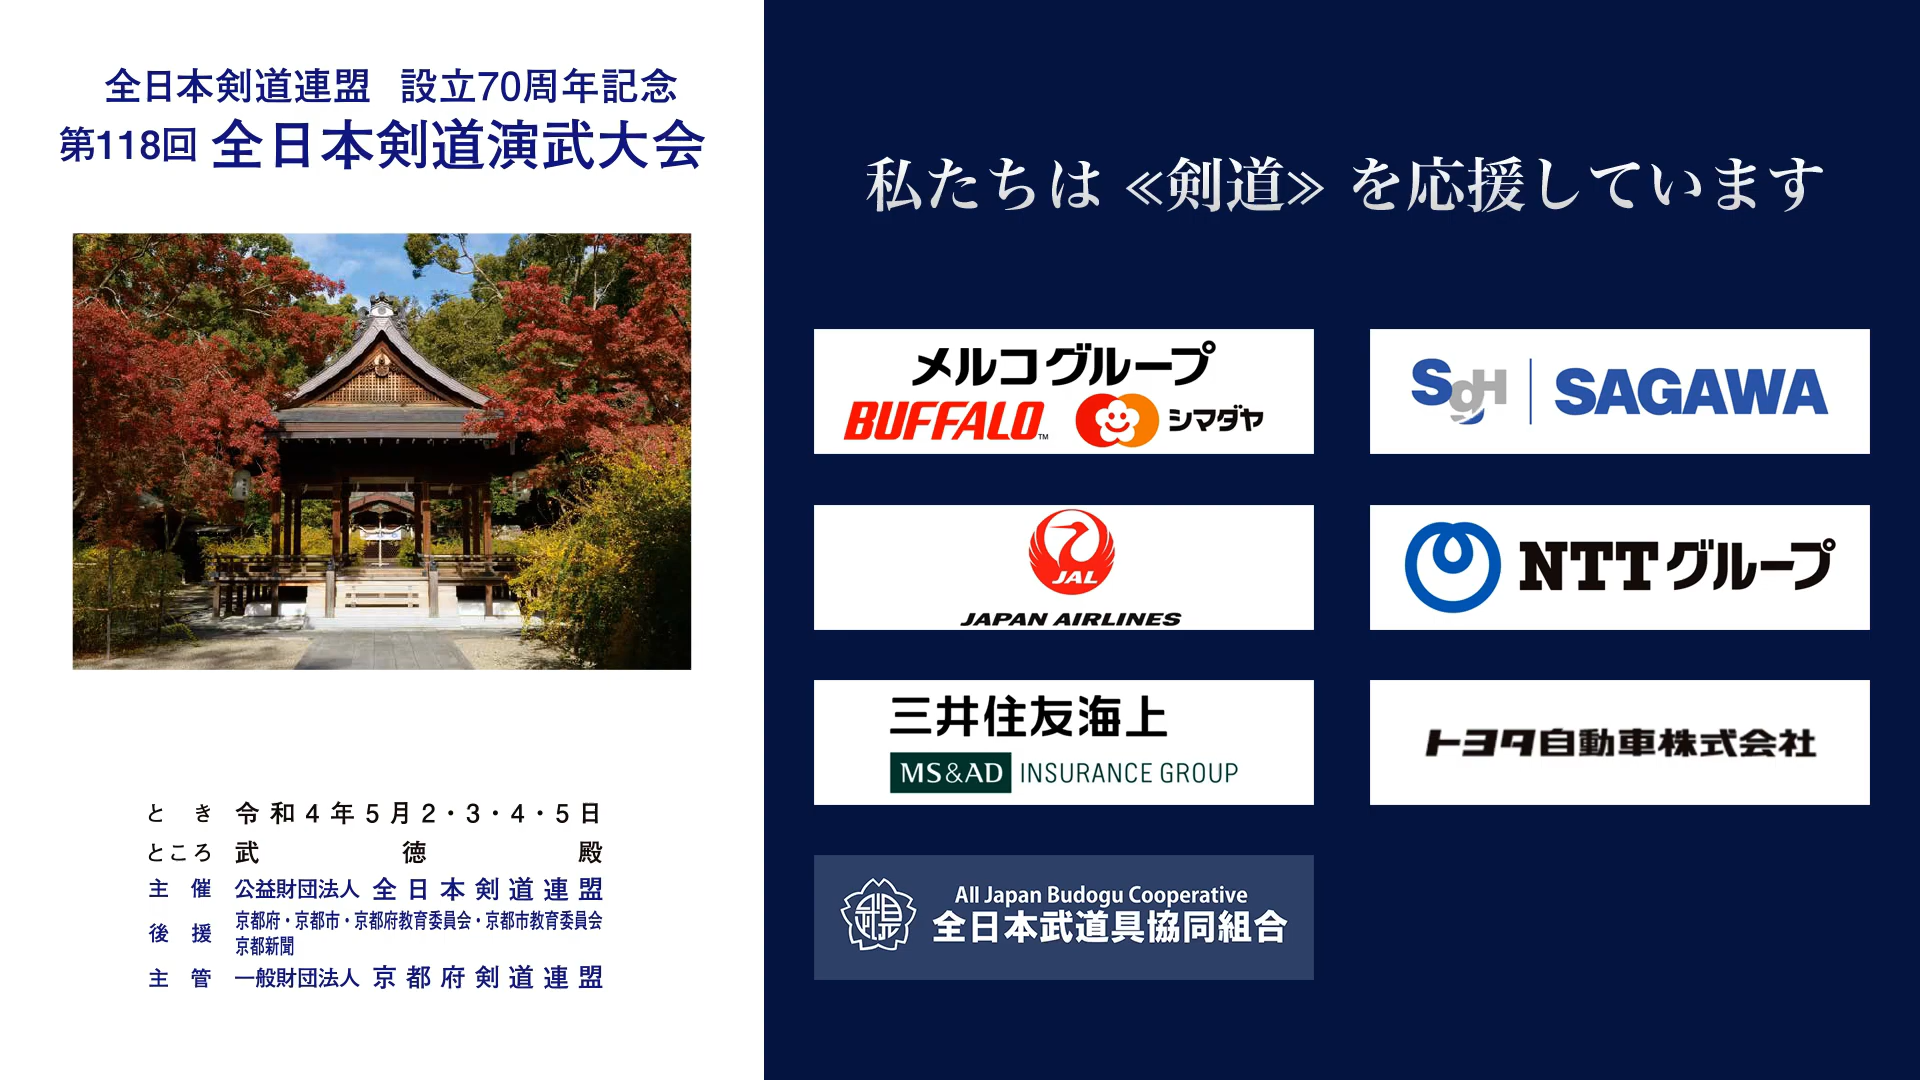 全日本剣道連盟 設立70周年記念
第118回 全日本剣道演武大会
とき 令和4年5月2・3・4・5日
ところ 武徳殿
主催 公益財団法人 全日本剣道連盟
後援 京都府・京都市・京都府教育委員会・京都市教育委員会
京都新聞
主管 一般財団法人 京都府剣道連盟
私たちは≪剣道≫を応援しています
メルコグループ
BUFFALO™ シマダヤ
SGH SAGAWA
JAL
JAPAN AIRLINES
NTTグループ
三井住友海上
MS&AD INSURANCE GROUP
トヨタ自動車株式会社
All Japan Budogu Cooperative
全日本武道具協同組合